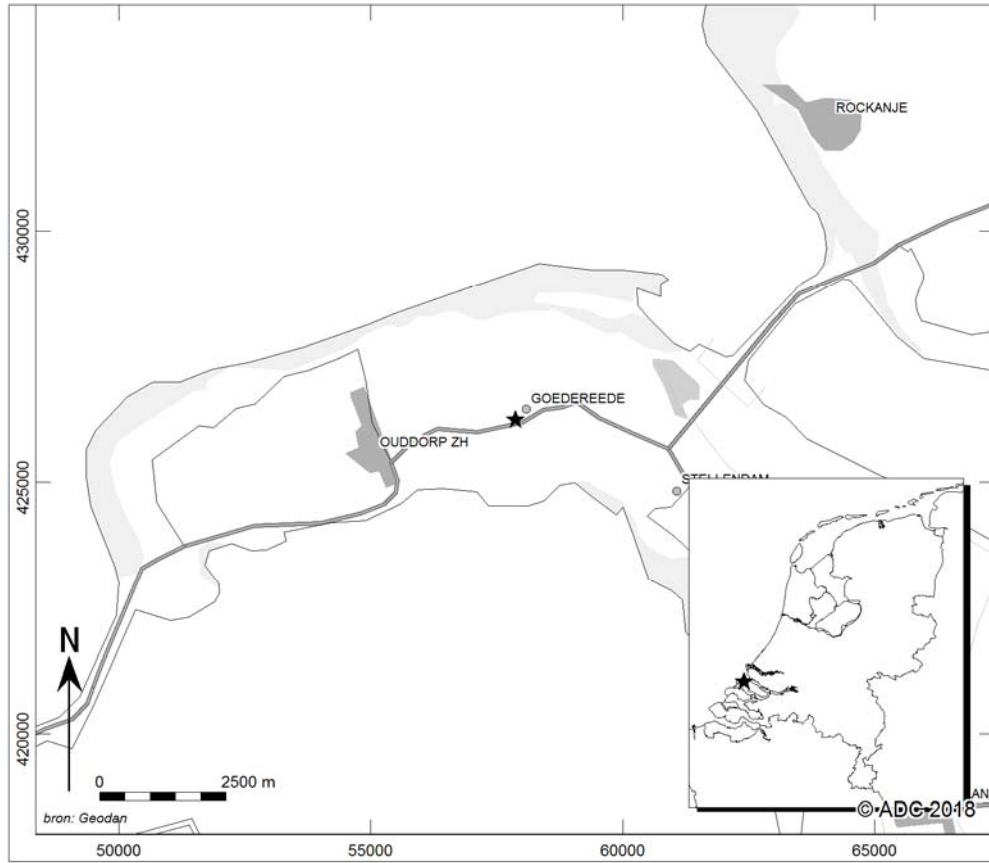 ROCKANJE
430000
GOEDEREEDE
OUDDORP ZH
425000
STELLENDAM
N
420000
0 2500 m
bron: Geodan
© ADC 2018
50000 55000 60000 65000